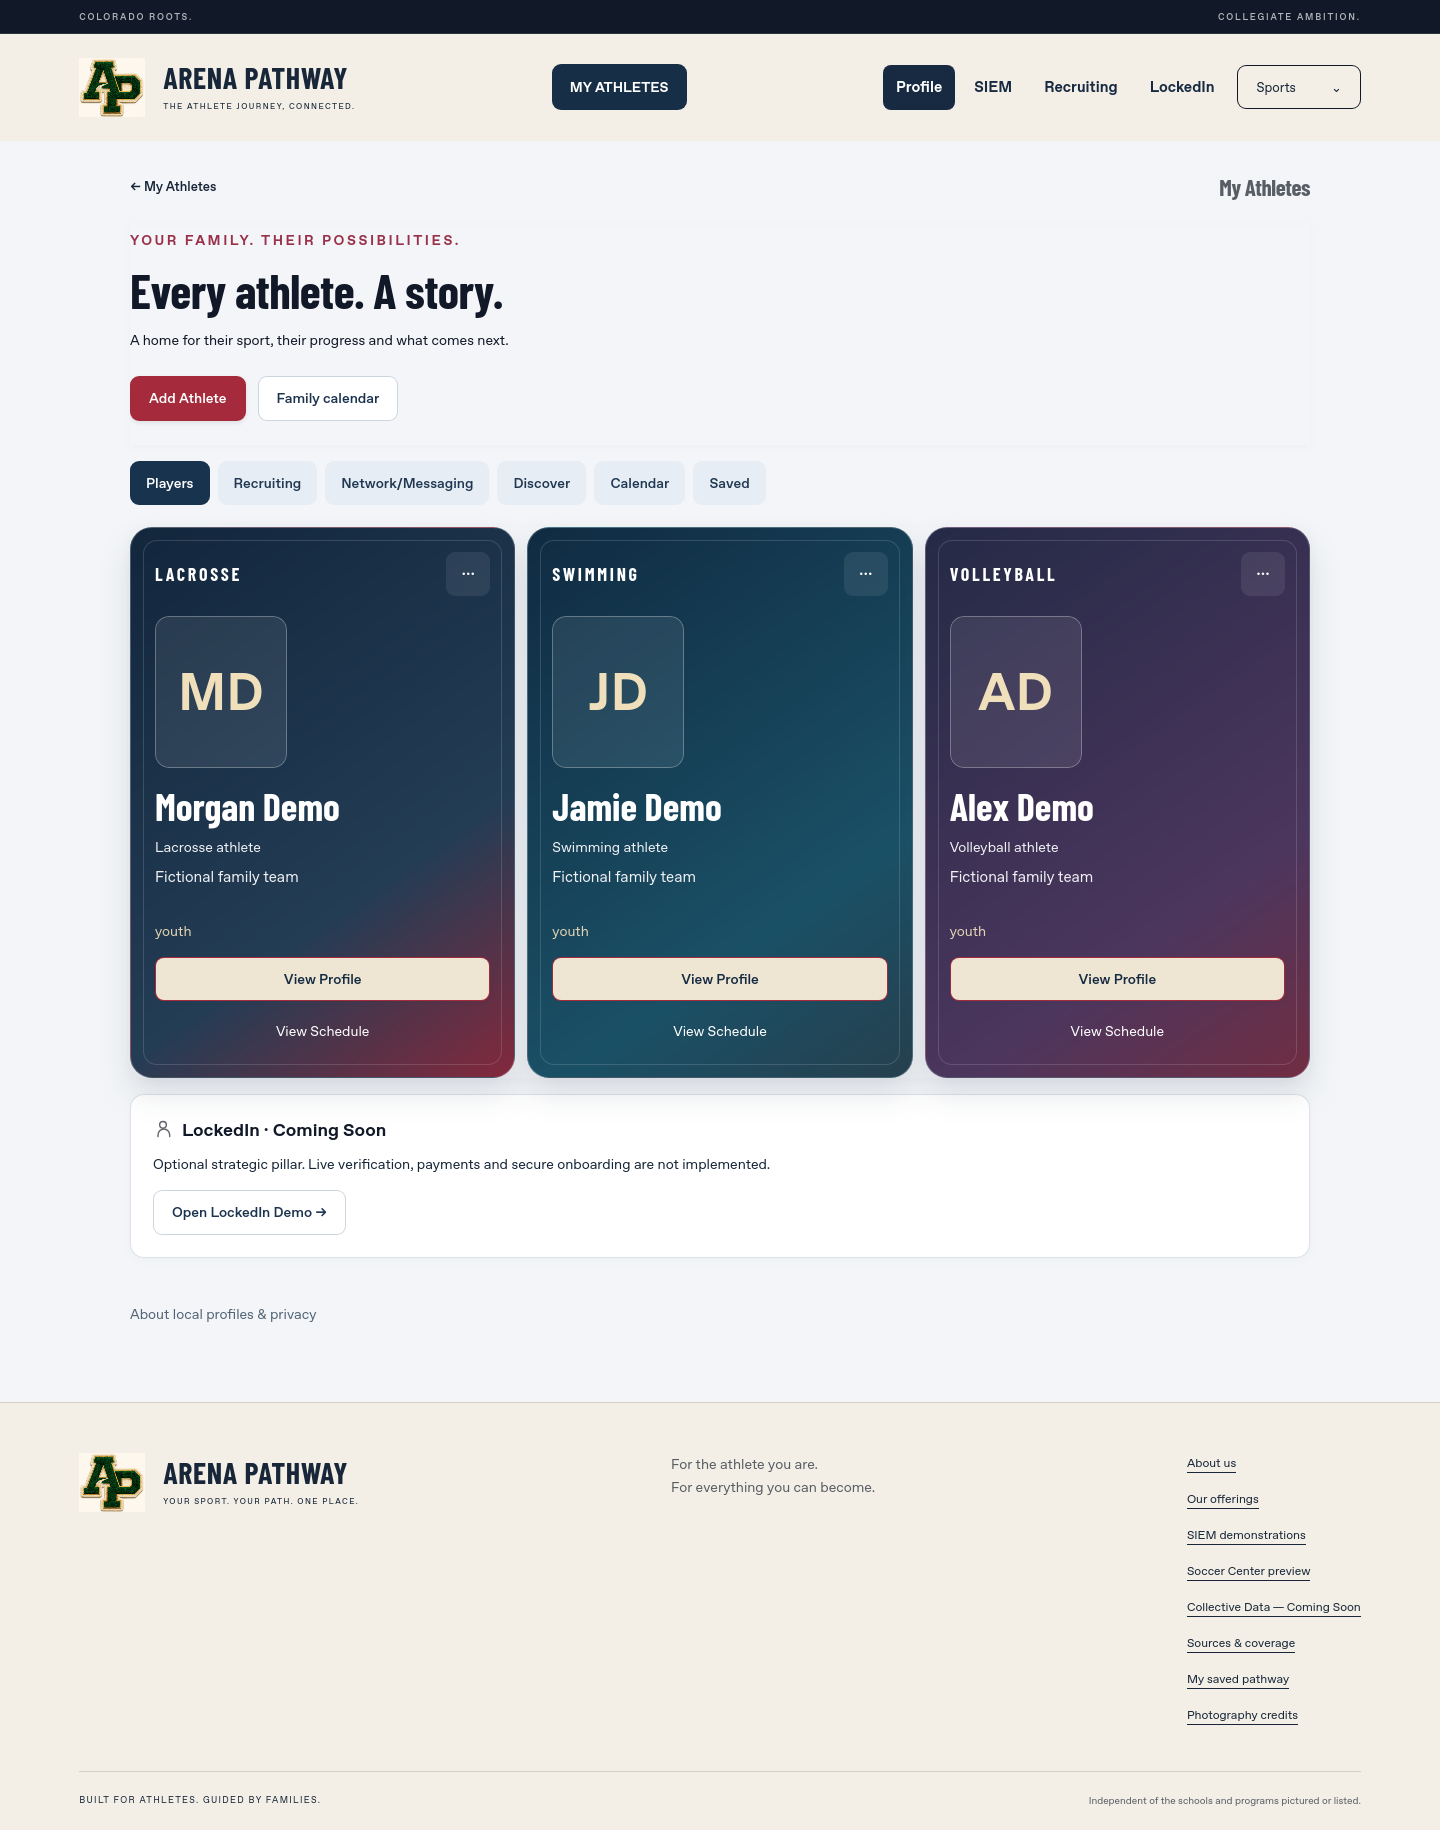 COLORADO ROOTS.
COLLEGIATE AMBITION.
AP
ARENA PATHWAY
THE ATHLETE JOURNEY, CONNECTED.
MY ATHLETES
Profile
SIEM
Recruiting
LockedIn
Sports
← My Athletes
My Athletes
YOUR FAMILY. THEIR POSSIBILITIES.
Every athlete. A story.
A home for their sport, their progress and what comes next.
Add Athlete
Family calendar
Players
Recruiting
Network/Messaging
Discover
Calendar
Saved
LACROSSE
···
MD
Morgan Demo
Lacrosse athlete
Fictional family team
youth
View Profile
View Schedule
SWIMMING
···
JD
Jamie Demo
Swimming athlete
Fictional family team
youth
View Profile
View Schedule
VOLLEYBALL
···
AD
Alex Demo
Volleyball athlete
Fictional family team
youth
View Profile
View Schedule
LockedIn · Coming Soon
Optional strategic pillar. Live verification, payments and secure onboarding are not implemented.
Open LockedIn Demo →
About local profiles & privacy
AP
ARENA PATHWAY
YOUR SPORT. YOUR PATH. ONE PLACE.
For the athlete you are.
For everything you can become.
About us
Our offerings
SIEM demonstrations
Soccer Center preview
Collective Data — Coming Soon
Sources & coverage
My saved pathway
Photography credits
BUILT FOR ATHLETES. GUIDED BY FAMILIES.
Independent of the schools and programs pictured or listed.